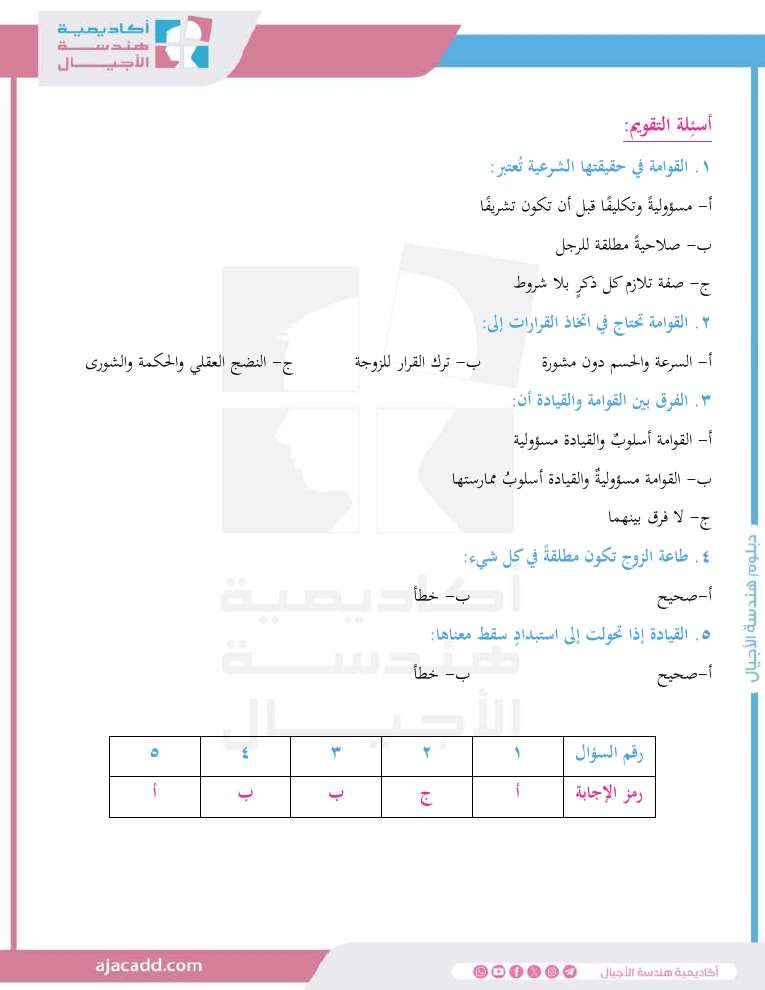 أكاديمية
هندسة
الأجيال
أسئِلة التقويم:
١. القوامة في حقيقتها الشرعية تُعتبر:
أ- مسؤوليةً وتكليفًا قبل أن تكون تشريفًا
ب- صلاحيةً مطلقة للرجل
ج- صفة تلازم كل ذكرٍ بلا شروط
٢. القوامة تحتاج في اتخاذ القرارات إلى:
أ- السرعة والحسم دون مشورة ب- ترك القرار للزوجة ج- النضج العقلي والحكمة والشورى
٣. الفرق بين القوامة والقيادة أن:
أ- القوامة أسلوبٌ والقيادة مسؤولية
ب- القوامة مسؤوليةٌ والقيادة أسلوبُ ممارستها
ج- لا فرق بينهما
٤. طاعة الزوج تكون مطلقةً في كل شيء:
أ-صحيح ب- خطأ
٥. القيادة إذا تحولت إلى استبدادٍ سقط معناها:
أ-صحيح ب- خطأ
أكاديمية
هندسة
الأجيال
رقم السؤال ١ ٢ ٣ ٤ ٥
رمز الإجابة أ ج ب ب أ
دبلوم هندسة الأجيال
أكاديمية هندسة الأجيال
ajacadd.com